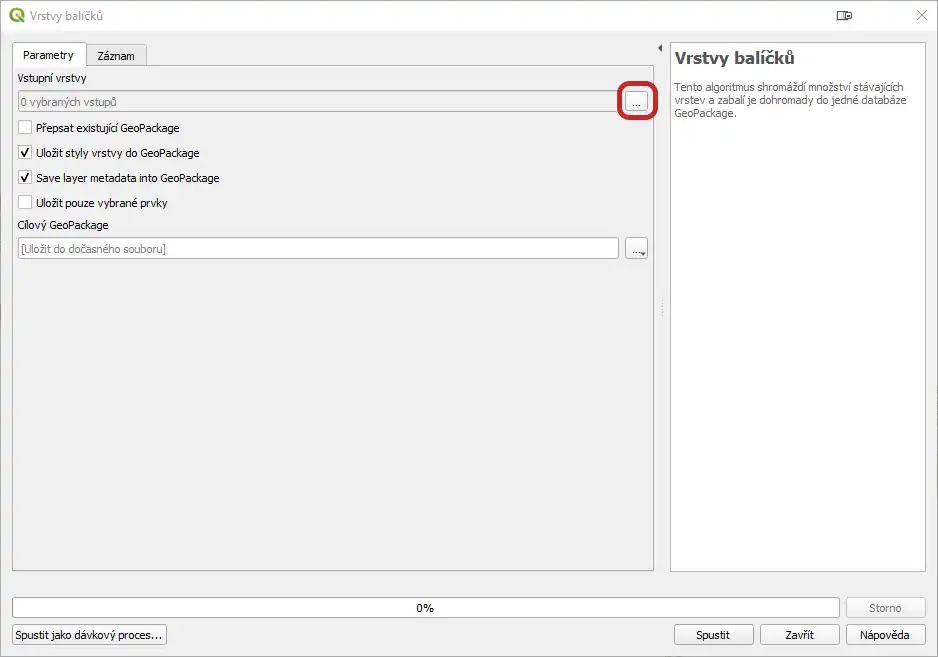 Vrstvy balíčků
Parametry
Záznam
Vstupní vrstvy
0 vybraných vstupů
...
Přepsat existující GeoPackage
Uložit styly vrstvy do GeoPackage
Save layer metadata into GeoPackage
Uložit pouze vybrané prvky
Cílový GeoPackage
[Uložit do dočasného souboru]
...
Vrstvy balíčků
Tento algoritmus shromáždí množství stávajících
vrstev a zabalí je dohromady do jedné databáze
GeoPackage.
0%
Storno
Spustit jako dávkový proces...
Spustit
Zavřít
Nápověda